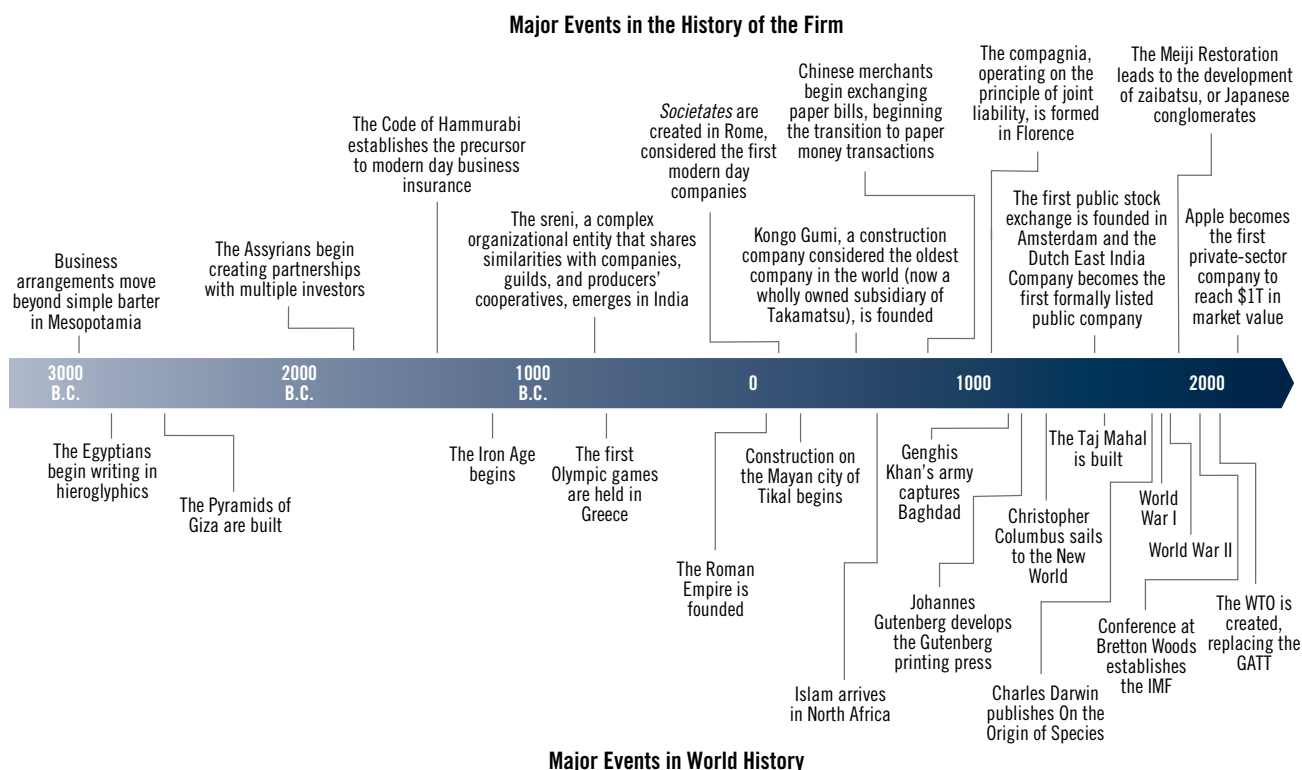 Major Events in the History of the Firm
Business
arrangements move
beyond simple barter
in Mesopotamia
The Assyrians begin
creating partnerships
with multiple investors
The Code of Hammurabi
establishes the precursor
to modern day business
insurance
The sreni, a complex
organizational entity that shares
similarities with companies,
guilds, and producers'
cooperatives, emerges in India
Societates are
created in Rome,
considered the first
modern day
companies
Kongo Gumi, a construction
company considered the oldest
company in the world (now a
wholly owned subsidiary of
Takamatsu), is founded
Chinese merchants
begin exchanging
paper bills, beginning
the transition to paper
money transactions
The compagnia,
operating on the
principle of joint
liability, is formed
in Florence
The first public stock
exchange is founded in
Amsterdam and the
Dutch East India
Company becomes the
first formally listed
public company
The Meiji Restoration
leads to the development
of zaibatsu, or Japanese
conglomerates
Apple becomes
the first
private-sector
company to
reach $1T in
market value
3000
B.C.
2000
B.C.
1000
B.C.
0
1000
2000
The Egyptians
begin writing in
hieroglyphics
The Pyramids of
Giza are built
The Iron Age
begins
The first
Olympic games
are held in
Greece
The Roman
Empire is
founded
Construction on
the Mayan city of
Tikal begins
Islam arrives
in North Africa
Genghis
Khan's army
captures
Baghdad
Johannes
Gutenberg develops
the Gutenberg
printing press
Christopher
Columbus sails
to the New
World
The Taj Mahal
is built
Charles Darwin
publishes On the
Origin of Species
World
War I
World War II
Conference at
Bretton Woods
establishes
the IMF
The WTO is
created,
replacing the
GATT
Major Events in World History